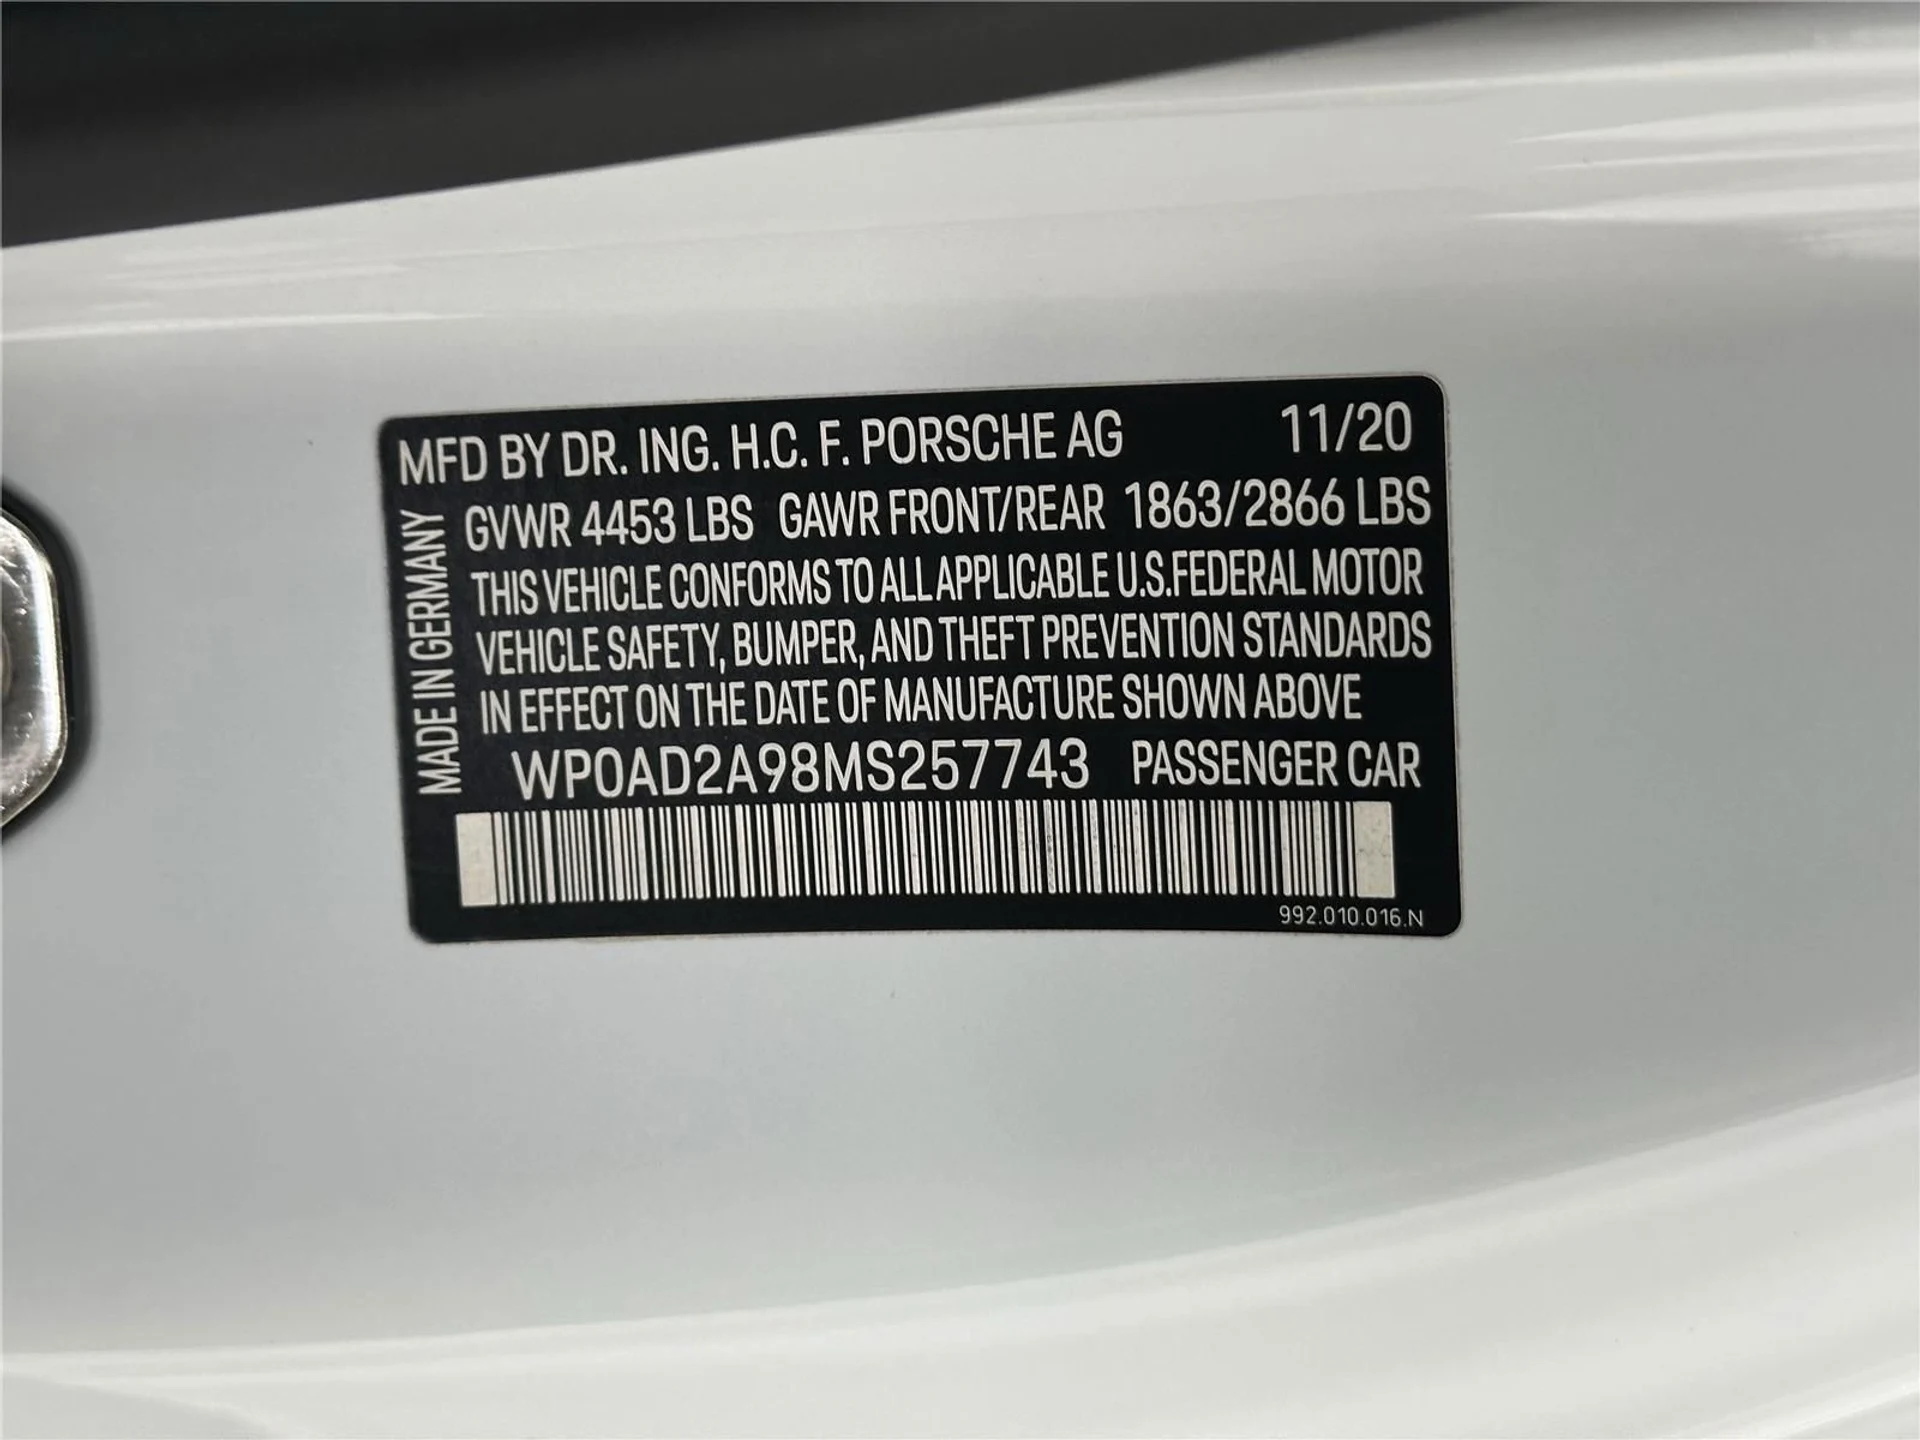 MFD BY DR. ING. H.C. F. PORSCHE AG 11/20
GVWR 4453 LBS GAWR FRONT/REAR 1863/2866 LBS
THIS VEHICLE CONFORMS TO ALL APPLICABLE U.S.FEDERAL MOTOR
VEHICLE SAFETY, BUMPER, AND THEFT PREVENTION STANDARDS
IN EFFECT ON THE DATE OF MANUFACTURE SHOWN ABOVE
WP0AD2A98MS257743 PASSENGER CAR
992.010.016.N
MADE IN GERMANY